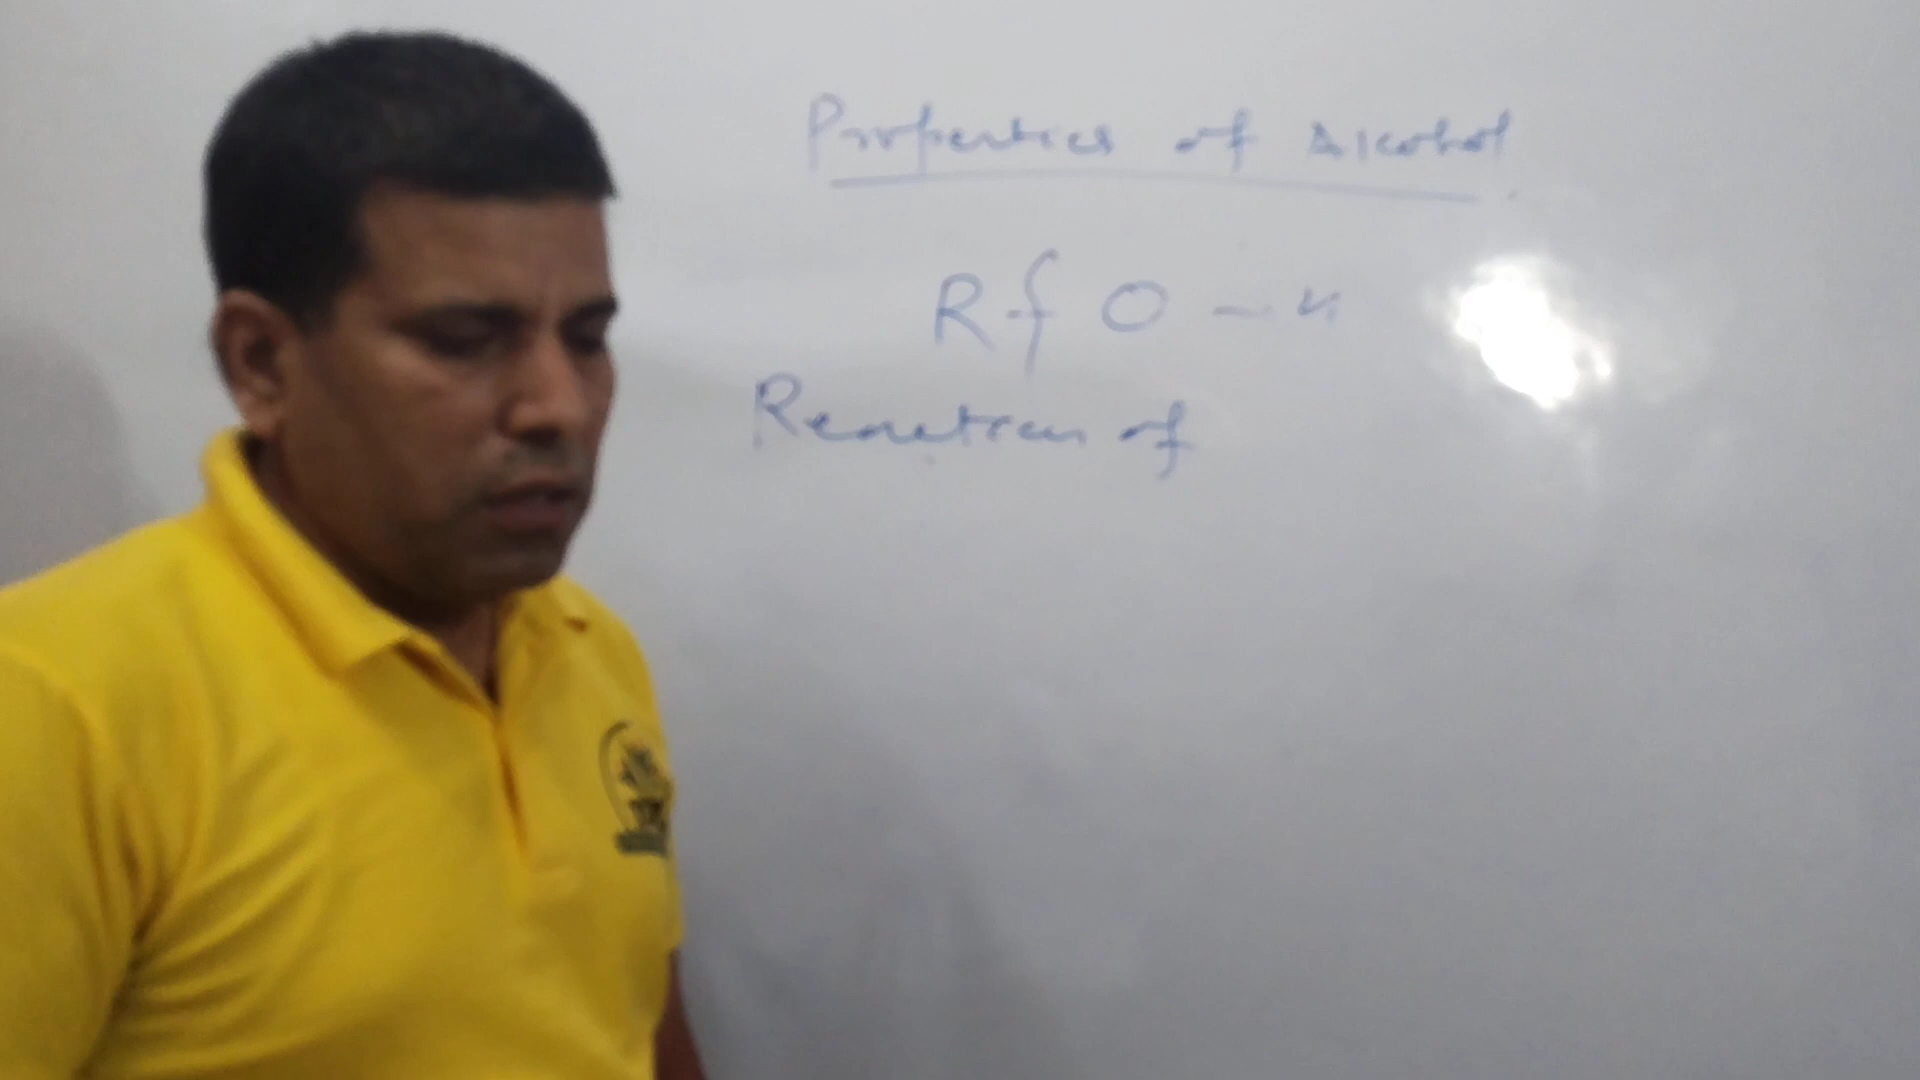 Properties of Alcohol
R { O - H
Reaction of